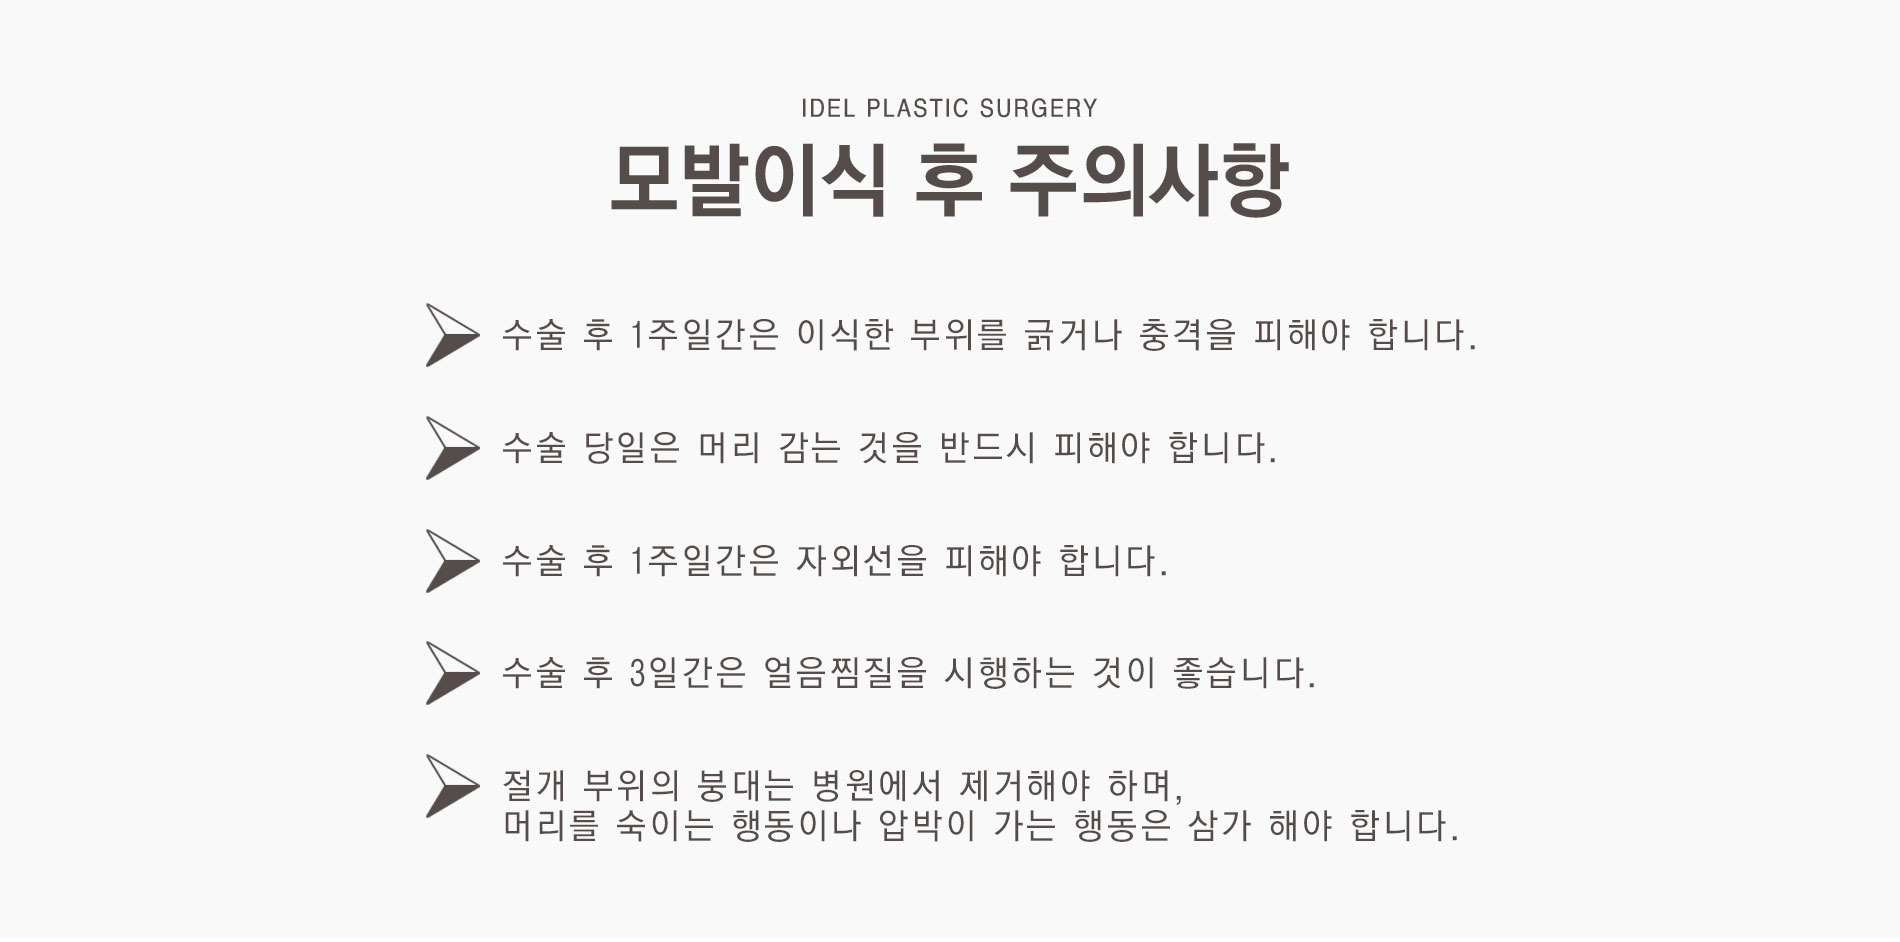 IDEL PLASTIC SURGERY
모발이식 후 주의사항
수술 후 1주일간은 이식한 부위를 긁거나 충격을 피해야 합니다.
수술 당일은 머리 감는 것을 반드시 피해야 합니다.
수술 후 1주일간은 자외선을 피해야 합니다.
수술 후 3일간은 얼음찜질을 시행하는 것이 좋습니다.
절개 부위의 붕대는 병원에서 제거해야 하며,
머리를 숙이는 행동이나 압박이 가는 행동은 삼가 해야 합니다.